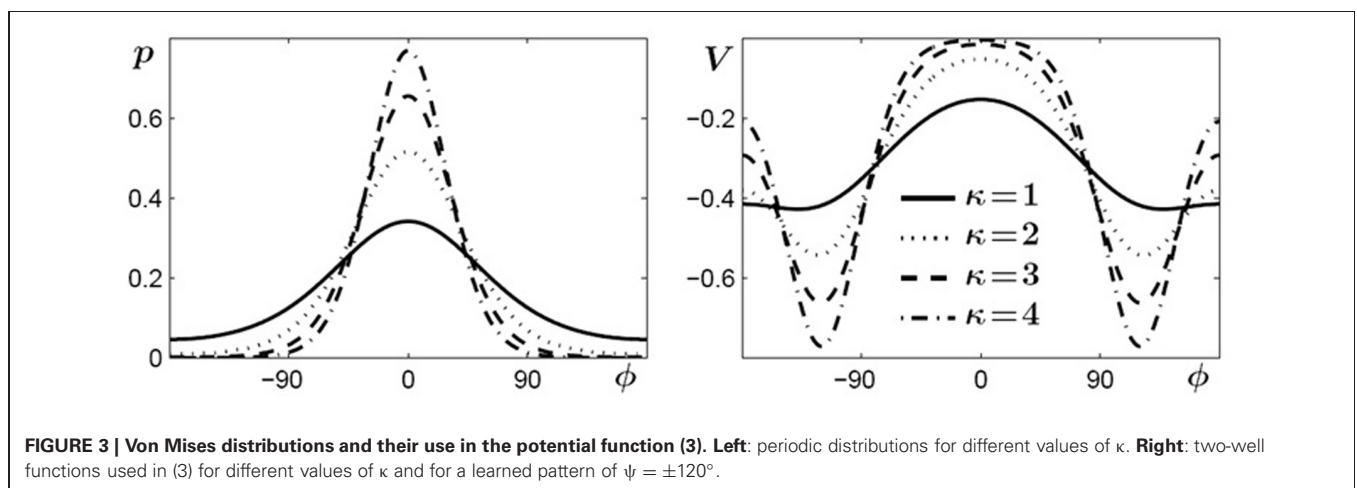 p
0.6
0.4
0.2
0
−90
0
90
ϕ
V
−0.2
−0.4
−0.6
κ=1
κ=2
κ=3
κ=4
−90
0
90
ϕ
FIGURE 3 | Von Mises distributions and their use in the potential function (3). Left: periodic distributions for different values of κ. Right: two-well
functions used in (3) for different values of κ and for a learned pattern of ψ = ±120°.